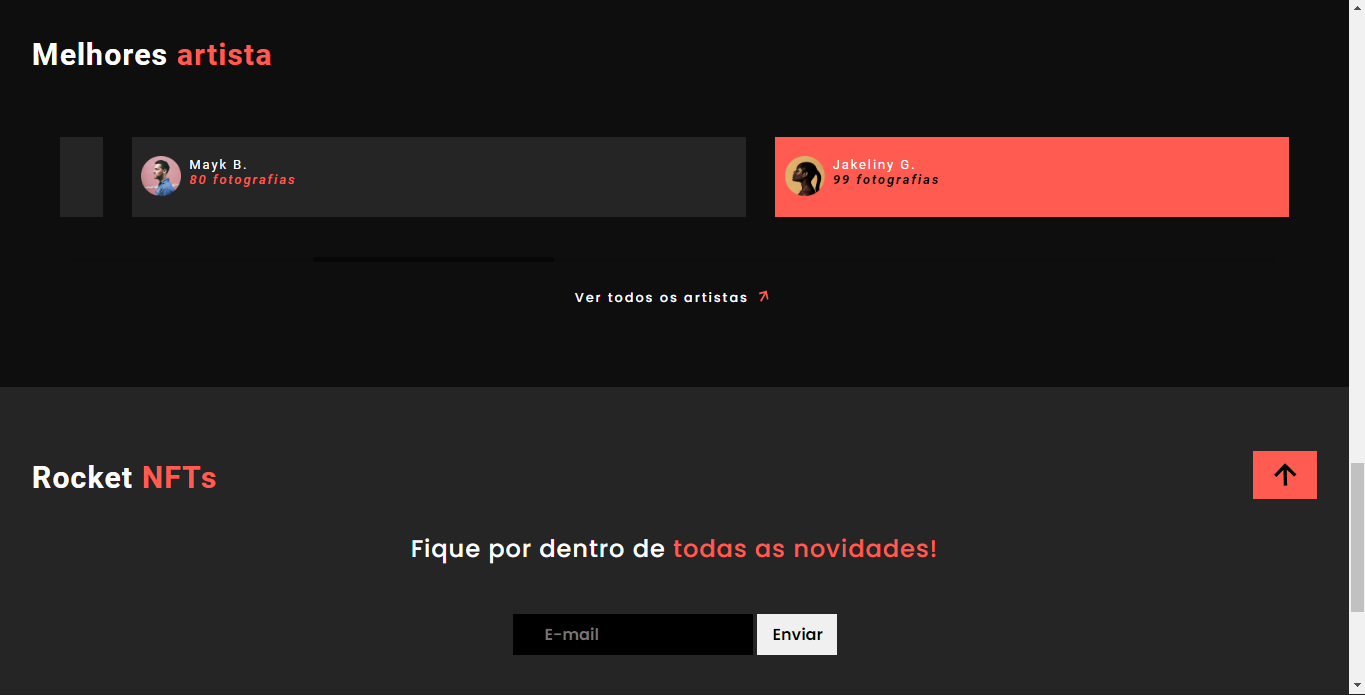 Melhores artista
Mayk B.
80 fotografias
Jakeliny G.
99 fotografias
Ver todos os artistas
Rocket NFTs
Fique por dentro de todas as novidades!
E-mail
Enviar